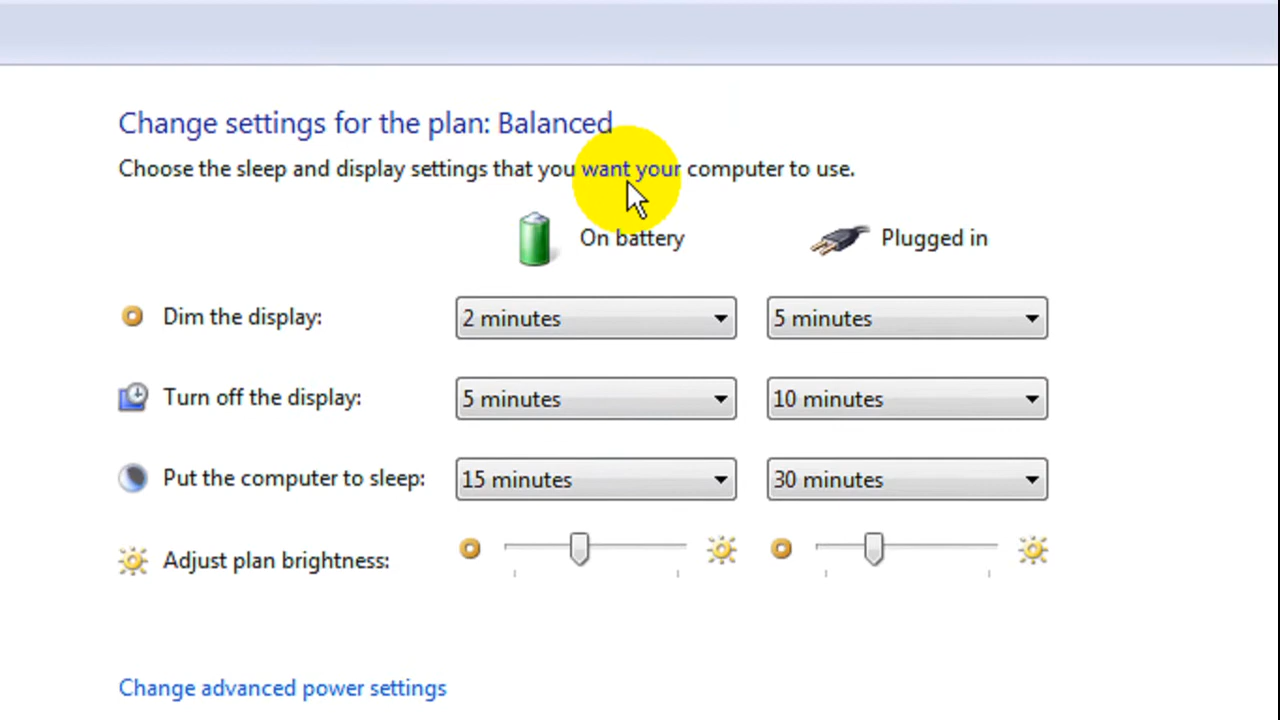 Change settings for the plan: Balanced
Choose the sleep and display settings that you want your computer to use.
On battery Plugged in
Dim the display: 2 minutes 5 minutes
Turn off the display: 5 minutes 10 minutes
Put the computer to sleep: 15 minutes 30 minutes
Adjust plan brightness:
Change advanced power settings